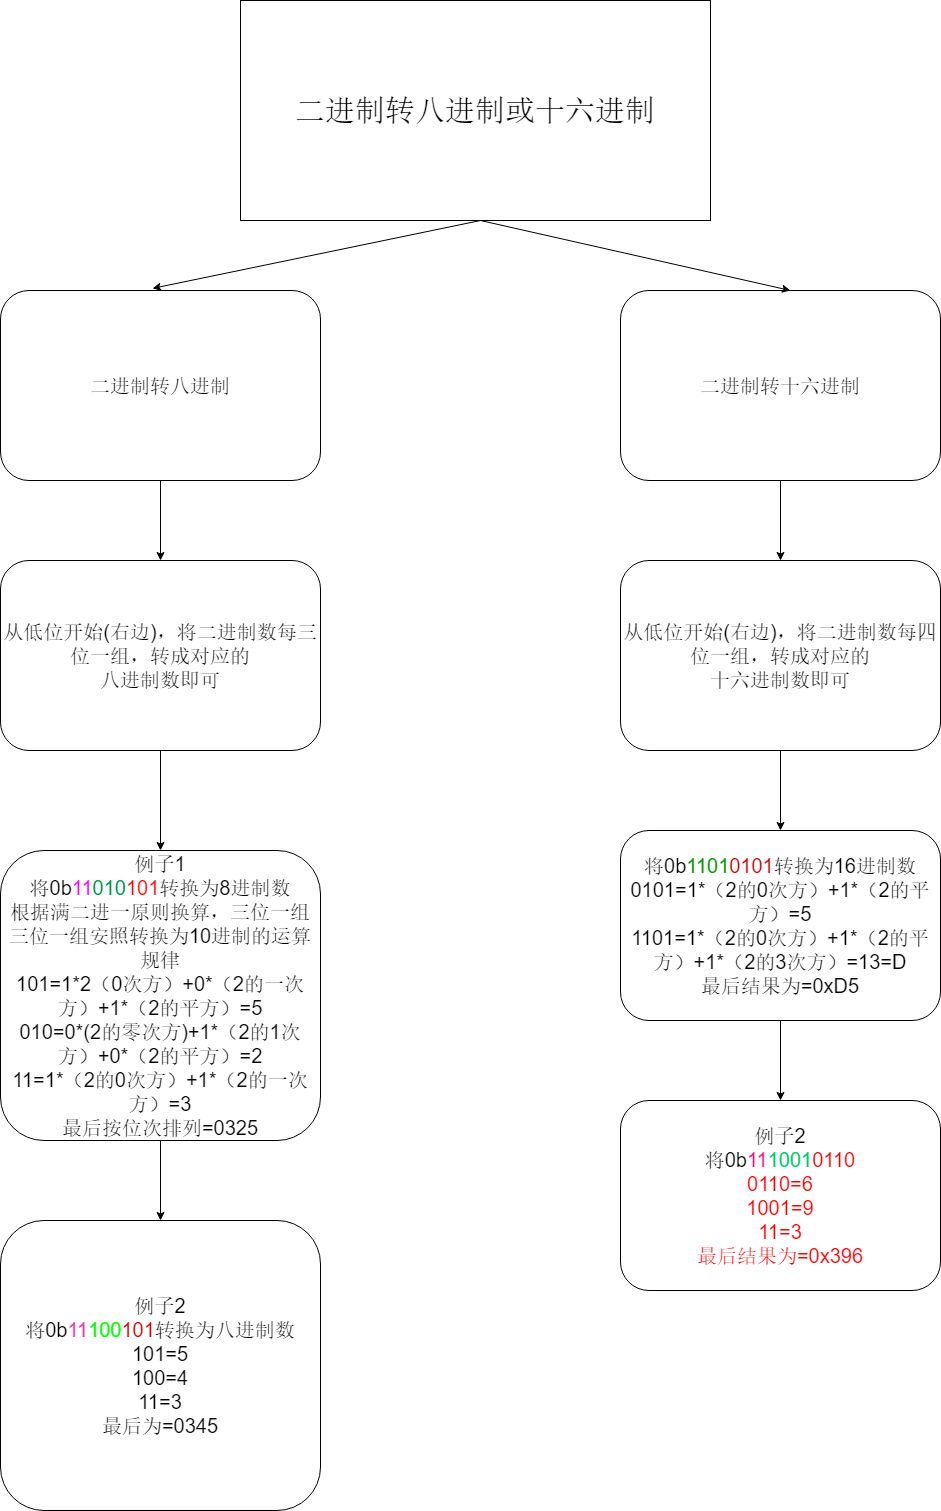 二进制转八进制或十六进制
二进制转八进制
二进制转十六进制
从低位开始(右边)，将二进制数每三
位一组，转成对应的
八进制数即可
从低位开始(右边)，将二进制数每四
位一组，转成对应的
十六进制数即可
例子1
将0b11010101转换为8进制数
根据满二进一原则换算，三位一组
三位一组安照转换为10进制的运算
规律
101=1*2（0次方）+0*（2的一次
方）+1*（2的平方）=5
010=0*(2的零次方)+1*（2的1次
方）+0*（2的平方）=2
11=1*（2的0次方）+1*（2的一次
方）=3
最后按位次排列=0325
将0b11010101转换为16进制数
0101=1*（2的0次方）+1*（2的平
方）=5
1101=1*（2的0次方）+1*（2的平
方）+1*（2的3次方）=13=D
最后结果为=0xD5
例子2
将0b1110010110
0110=6
1001=9
11=3
最后结果为=0x396
例子2
将0b11100101转换为八进制数
101=5
100=4
11=3
最后为=0345